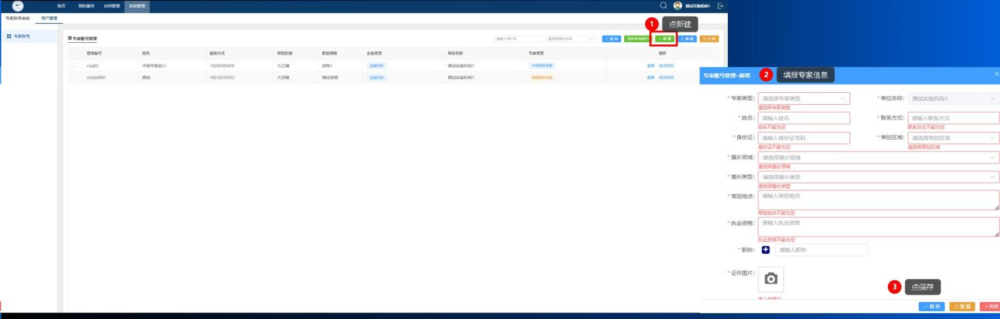 首页 预防服务 合同管理 系统管理 测试实施机构1
专家账号审核 用户管理
1 点新建
专家账号
专家账号管理 请输入用户名 请选择单位名称 查询 +新建 编辑
登录账号 姓名 联系方式 常驻区域 职业资格 企业类型 单位名称 专家类型 操作
cszj02 中级专家赵六 13256325478 九江镇 资格1 实施机构 测试实施机构1 中级职称专家 查看 修改密码
csozy0001 测试 13212312312 大沥镇 测试资格 实施机构 测试实施机构1 高级职称专家 查看 修改密码
专家账号管理--新增 2 填报专家信息
*专家类型: 请选择专家类型 *单位名称: 测试实施机构1
请选择专家类型
*姓名: 请输入姓名 *联系方式: 请输入联系方式
姓名不能为空 联系方式不能为空
*身份证: 请输入身份证号码 *常驻区域: 请选择常驻区域
身份证不能为空 请选择常驻区域
*擅长领域: 请选择擅长领域
请选择擅长领域
*擅长类型: 请选择擅长类型
请选择擅长类型
*常驻地点: 请输入常驻地点
常驻地点不能为空
*执业资格: 请输入执业资格
执业资格不能为空
*职称: 请输入职称
*证件图片:
3 点保存
保存 重置 ×关闭